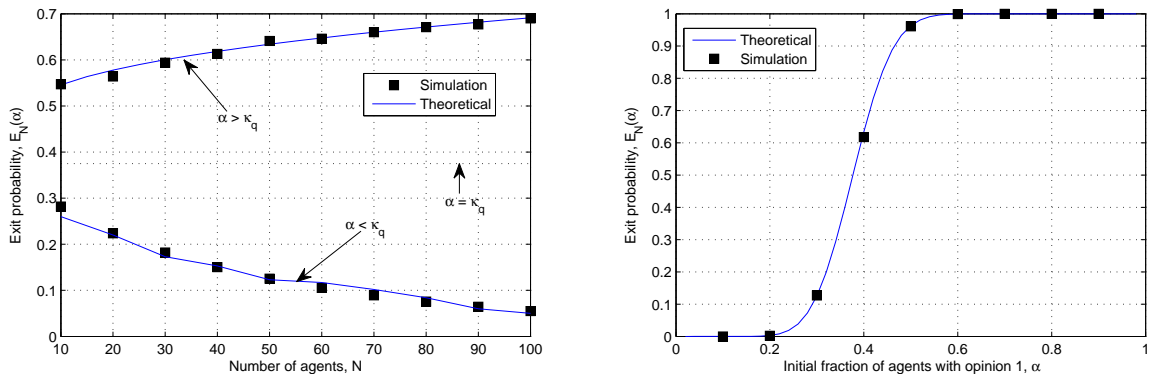 0.7
0.6
0.5
0.4
0.3
0.2
0.1
0
Exit probability, E_N(α)
Simulation
Theoretical
α > κ_q
α = κ_q
α < κ_q
10 20 30 40 50 60 70 80 90 100
Number of agents, N
1
0.9
0.8
0.7
0.6
0.5
0.4
0.3
0.2
0.1
0
Exit probability, E_N(α)
Theoretical
Simulation
0 0.2 0.4 0.6 0.8 1
Initial fraction of agents with opinion 1, α